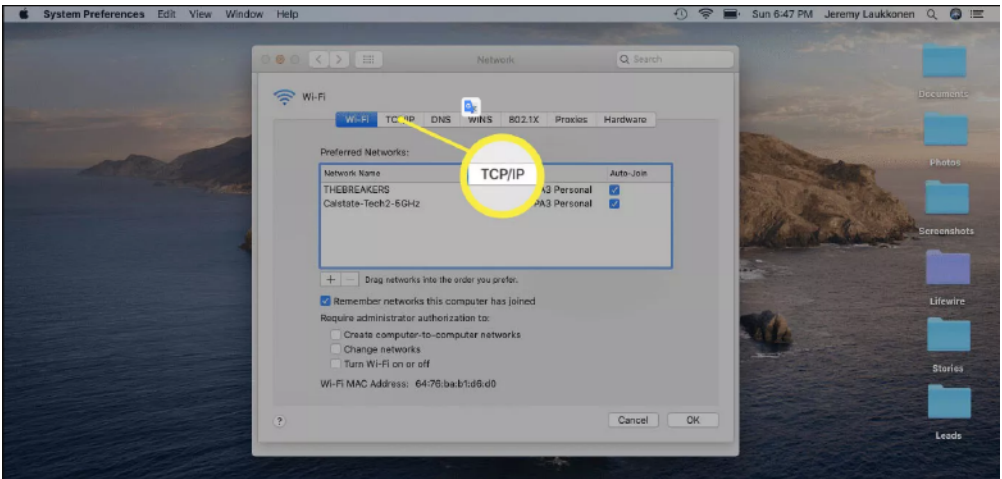 System Preferences Edit View Window Help Sun 6:47 PM Jeremy Laukkonen
Network Search
Wi-Fi
Wi-Fi TCP/IP DNS WINS 802.1X Proxies Hardware
Preferred Networks:
Network Name Auto-Join
TCP/IP
THEBREAKERS A3 Personal
Calstate-Tech2-5GHz PA3 Personal
+ − Drag networks into the order you prefer.
Remember networks this computer has joined
Require administrator authorization to:
Create computer-to-computer networks
Change networks
Turn Wi-Fi on or off
Wi-Fi MAC Address: 64:76:ba:b1:d6:d0
? Cancel OK
Documents
Photos
Screenshots
Lifewire
Stories
Leads